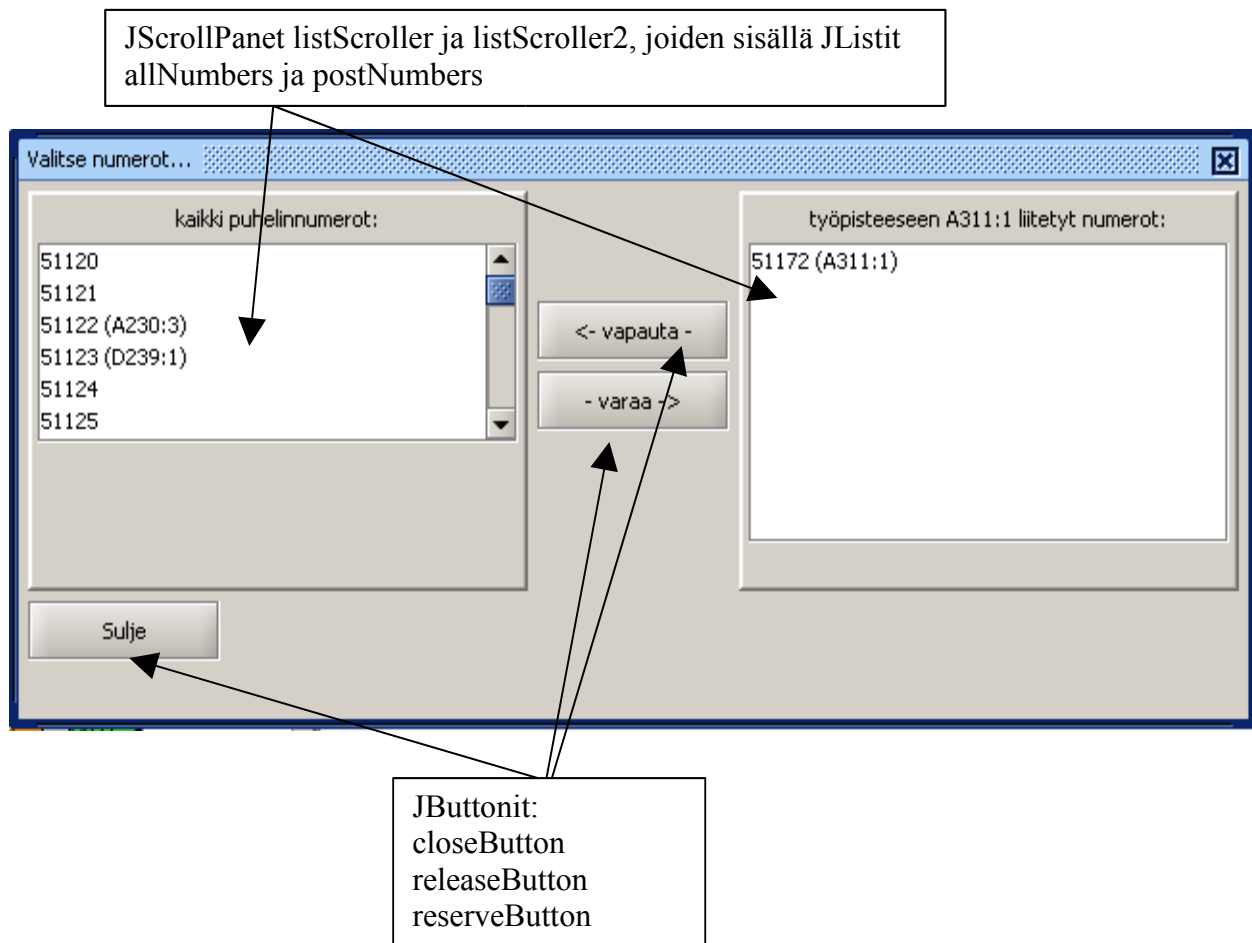 JScrollPanet listScroller ja listScroller2, joiden sisällä JListit
allNumbers ja postNumbers
Valitse numerot...
kaikki puhelinnumerot:
51120
51121
51122 (A230:3)
51123 (D239:1)
51124
51125
<- vapauta -
- varaa ->
työpisteeseen A311:1 liitetyt numerot:
51172 (A311:1)
Sulje
JButtonit:
closeButton
releaseButton
reserveButton